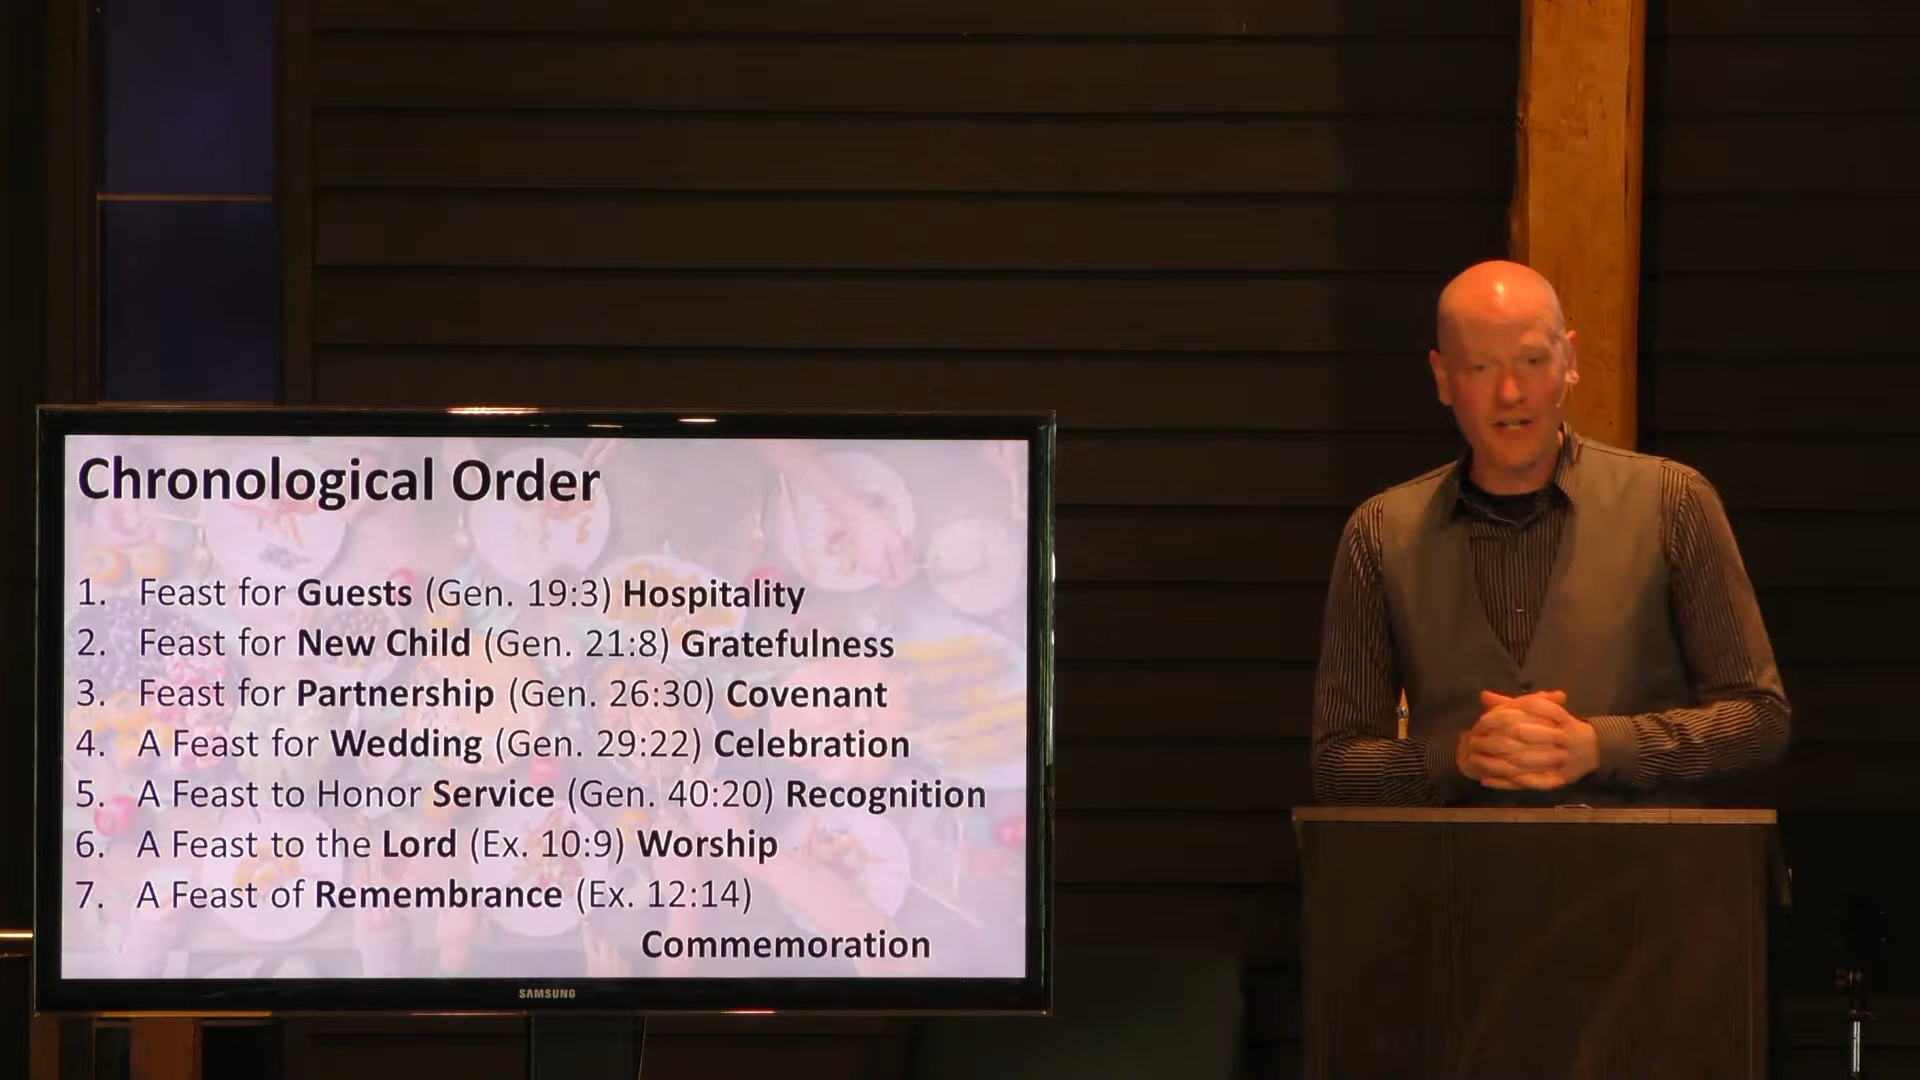 Chronological Order
1. Feast for Guests (Gen. 19:3) Hospitality
2. Feast for New Child (Gen. 21:8) Gratefulness
3. Feast for Partnership (Gen. 26:30) Covenant
4. A Feast for Wedding (Gen. 29:22) Celebration
5. A Feast to Honor Service (Gen. 40:20) Recognition
6. A Feast to the Lord (Ex. 10:9) Worship
7. A Feast of Remembrance (Ex. 12:14)
Commemoration
SAMSUNG